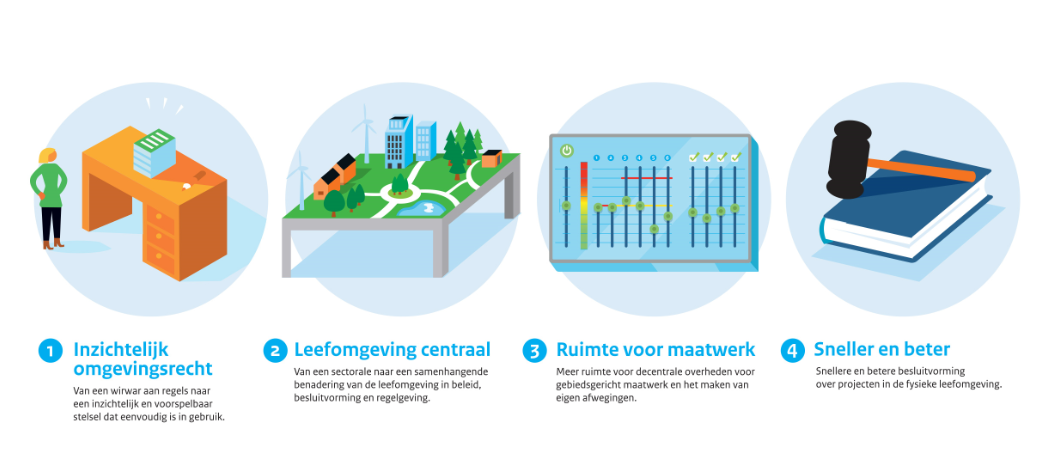 1 Inzichtelijk
omgevingsrecht
Van een wirwar aan regels naar
een inzichtelijk en voorspelbaar
stelsel dat eenvoudig is in gebruik.
2 Leefomgeving centraal
Van een sectorale naar een samenhangende
benadering van de leefomgeving in beleid,
besluitvorming en regelgeving.
3 Ruimte voor maatwerk
Meer ruimte voor decentrale overheden voor
gebiedsgericht maatwerk en het maken van
eigen afwegingen.
4 Sneller en beter
Snellere en betere besluitvorming
over projecten in de fysieke leefomgeving.